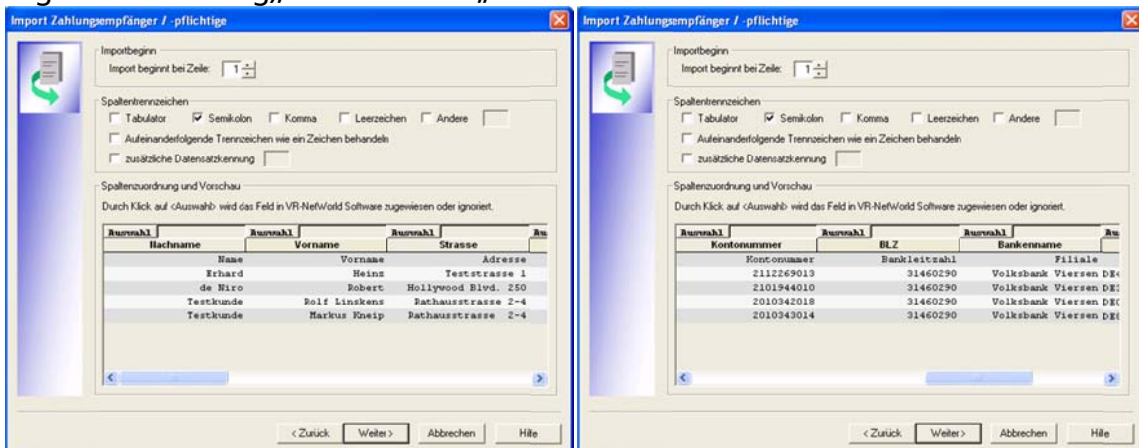 Import Zahlungsempfänger / -pflichtige
Importbeginn
Import beginnt bei Zeile: 1
Spaltentrennzeichen
Tabulator Semikolon Komma Leerzeichen Andere
Aufeinanderfolgende Trennzeichen wie ein Zeichen behandeln
zusätzliche Datensatzkennung
Spaltenzuordnung und Vorschau
Durch Klick auf <Auswahl> wird das Feld in VR-NetWorld Software zugewiesen oder ignoriert.
Auswahl Auswahl Auswahl Au
Nachname Vorname Strasse
Name Vorname Adresse
Erhard Heinz Teststrasse 1
de Niro Robert Hollywood Blvd. 250
Testkunde Rolf Linskens Rathausstrasse 2-4
Testkunde Markus Kneip Rathausstrasse 2-4
< Zurück Weiter > Abbrechen Hilfe
Import Zahlungsempfänger / -pflichtige
Importbeginn
Import beginnt bei Zeile: 1
Spaltentrennzeichen
Tabulator Semikolon Komma Leerzeichen Andere
Aufeinanderfolgende Trennzeichen wie ein Zeichen behandeln
zusätzliche Datensatzkennung
Spaltenzuordnung und Vorschau
Durch Klick auf <Auswahl> wird das Feld in VR-NetWorld Software zugewiesen oder ignoriert.
Auswahl Auswahl Auswahl Au
Kontonummer BLZ Bankenname
Kontonummer Bankleitzahl Filiale
2112269013 31460290 Volksbank Viersen
2101944010 31460290 Volksbank Viersen
2010342018 31460290 Volksbank Viersen
2010343014 31460290 Volksbank Viersen
< Zurück Weiter > Abbrechen Hilfe